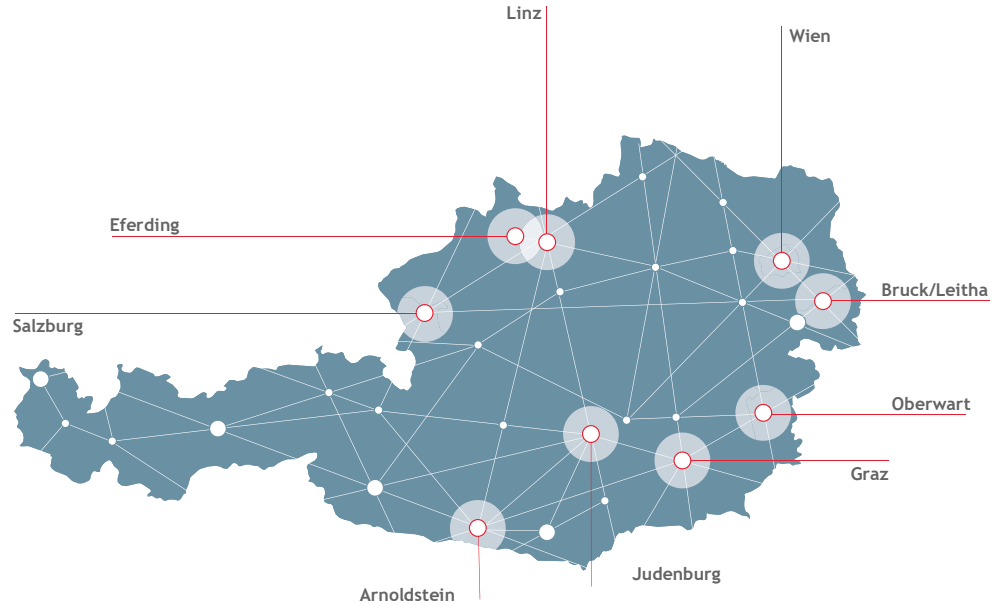 Linz
Wien
Eferding
Bruck/Leitha
Salzburg
Oberwart
Graz
Judenburg
Arnoldstein